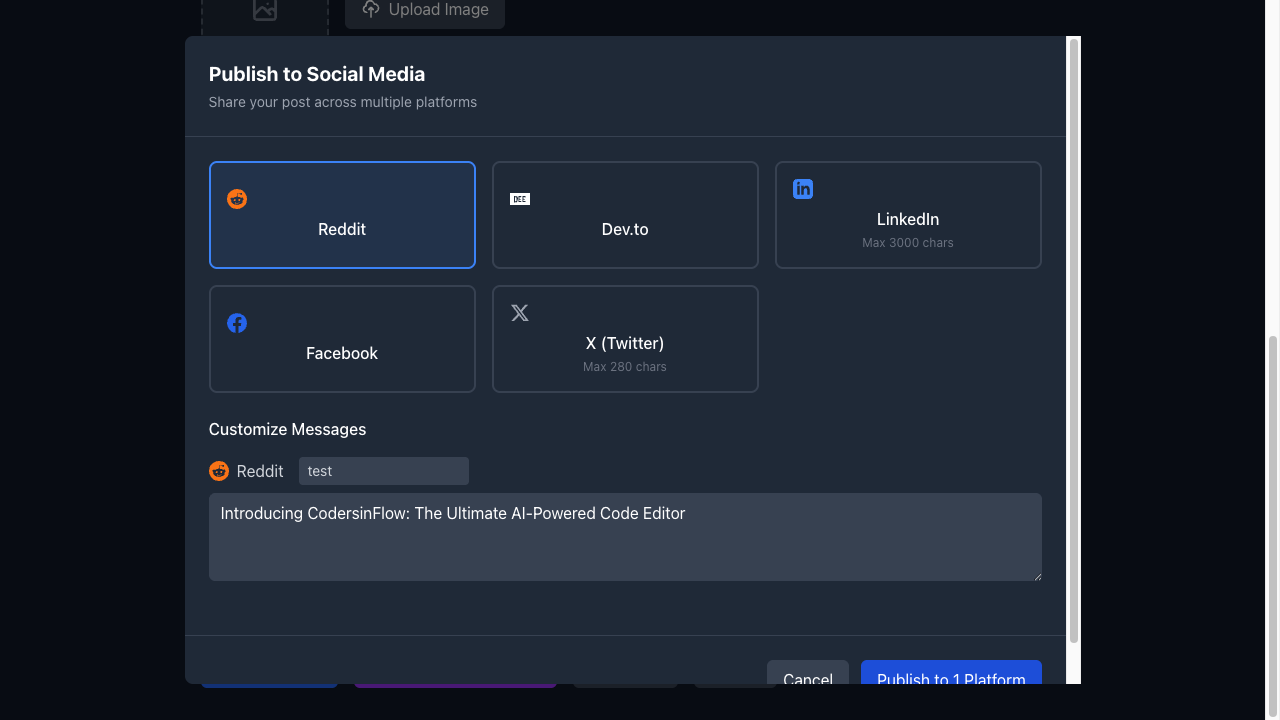 Upload Image
Publish to Social Media
Share your post across multiple platforms
Reddit
DEE
Dev.to
in
LinkedIn
Max 3000 chars
Facebook
X (Twitter)
Max 280 chars
Customize Messages
Reddit
test
Introducing CodersinFlow: The Ultimate AI-Powered Code Editor
Cancel
Publish to 1 Platform